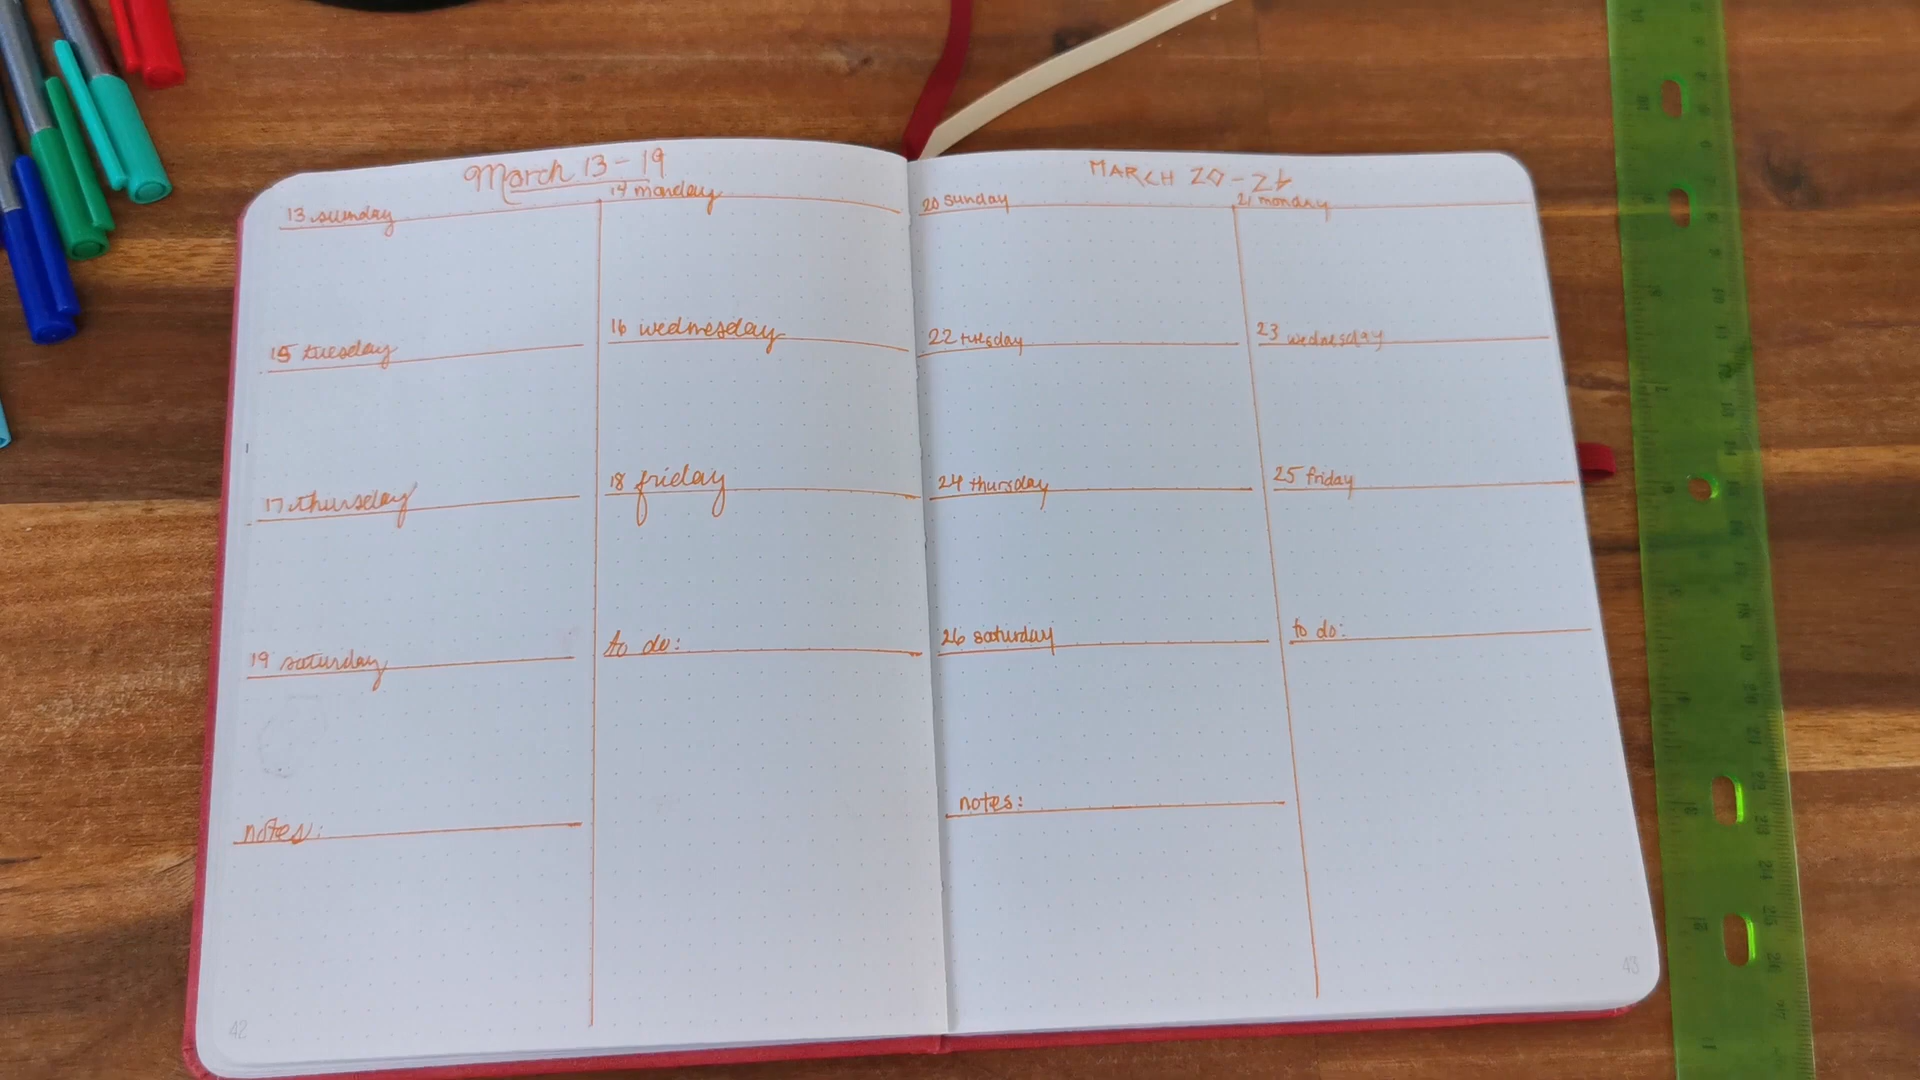 March 13-19
13 sunday
14 monday
15 tuesday
16 wednesday
17 thursday
18 friday
19 saturday
to do:
notes:
42
MARCH 20-26
20 sunday
21 monday
22 tuesday
23 wednesday
24 thursday
25 friday
26 saturday
to do:
notes:
43